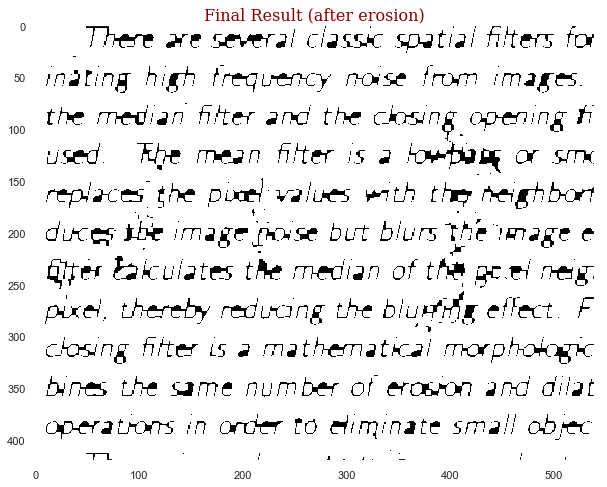 Final Result (after erosion)
0
There are several classic spatial filters for
50
inating high frequency noise from images.
the median filter and the closing opening fi
100
used. The mean filter is a lowpass or smo
150
replaces the pixel values with the neighbor
200
duces the image noise but blurs the image e
filter calculates the median of the pixel neig
250
pixel, thereby reducing the blurring effect. F
300
closing filter is a mathematical morphologic
350
bines the same number of erosion and dilat
operations in order to eliminate small objec
400
0 100 200 300 400 500